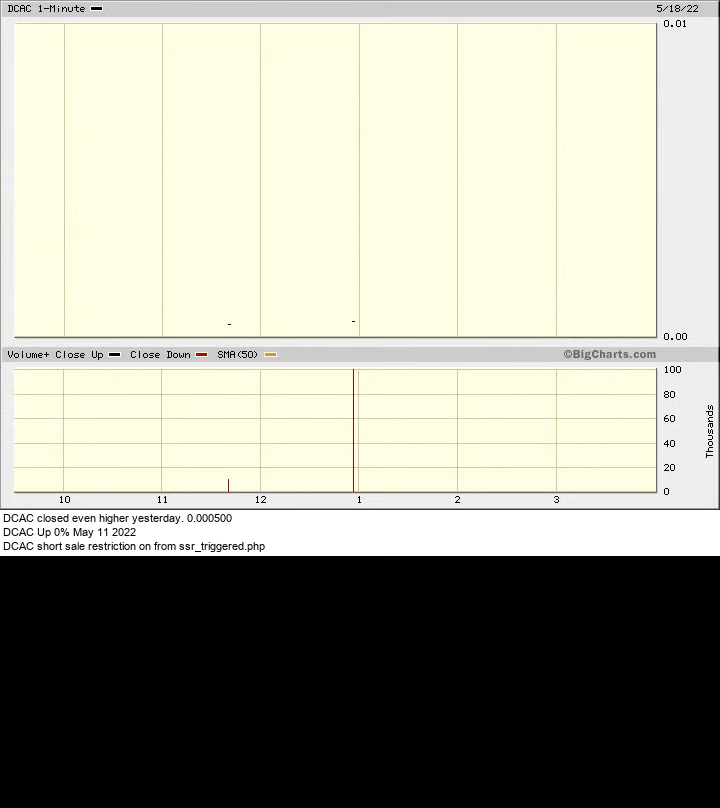 DCAC 1-Minute 5/18/22
0.01
0.00
Volume+ Close Up Close Down SMA(50) ©BigCharts.com
100
80
60
40
20
0
Thousands
10 11 12 1 2 3
DCAC closed even higher yesterday. 0.000500
DCAC Up 0% May 11 2022
DCAC short sale restriction on from ssr_triggered.php